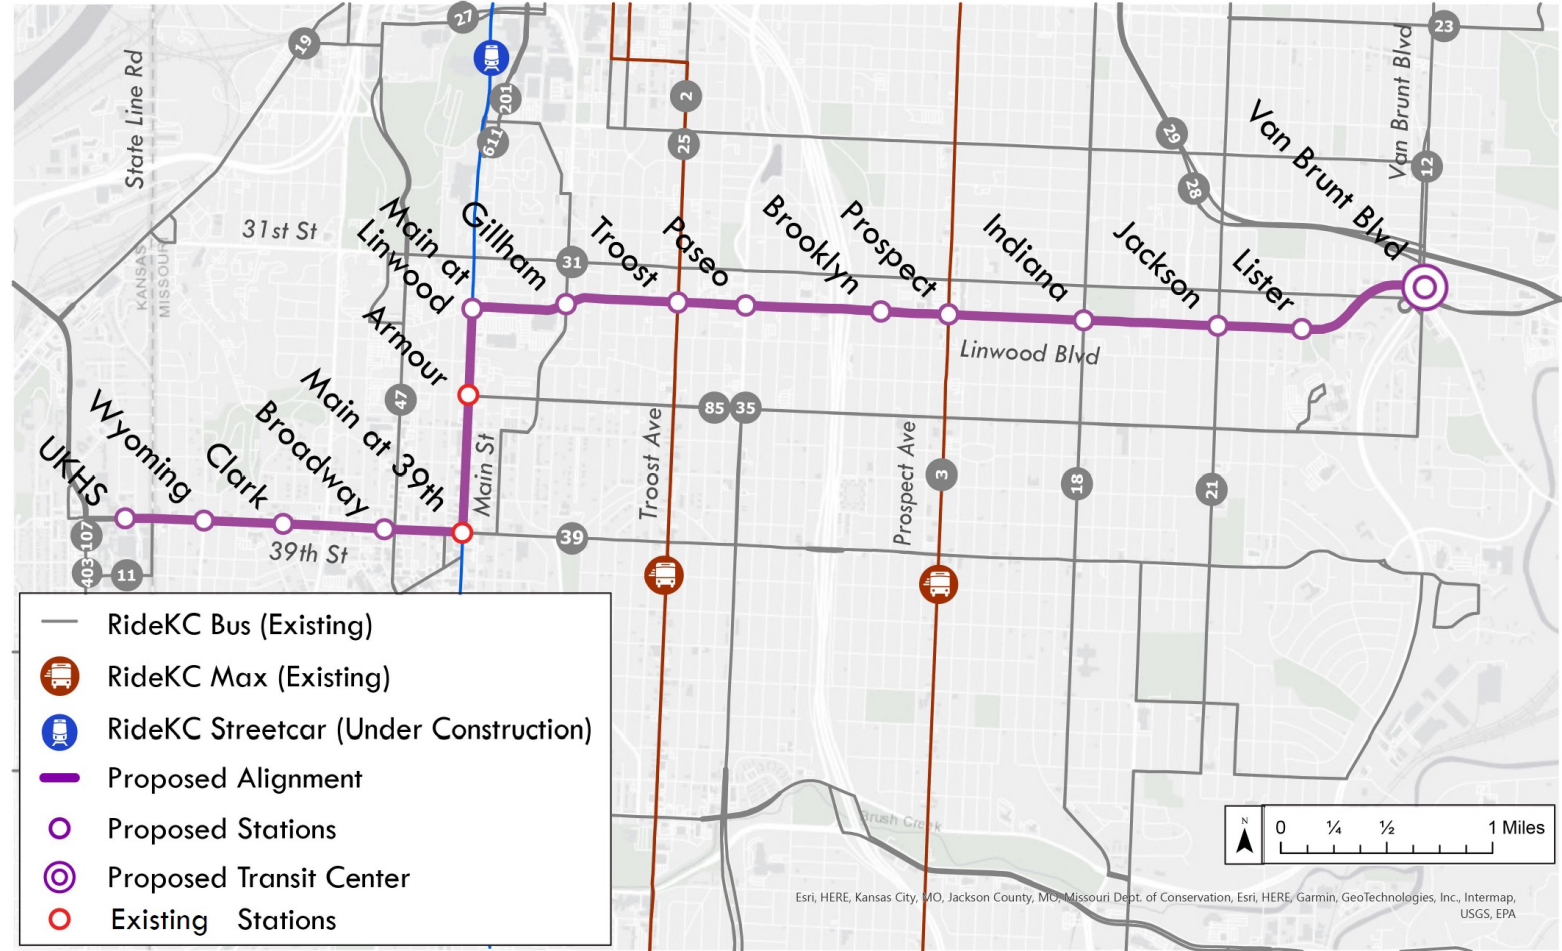 27
23
19
State Line Rd
Van Brunt Blvd
201
2
611
25
29
12
28
Van Brunt Blvd
31st St
KANSAS
MISSOURI
Main at
Linwood
Gillham
Troost
Paseo
Brooklyn
Prospect
Indiana
Jackson
Lister
31
Armour
Linwood Blvd
47
85
35
Main at 39th
Broadway
Clark
Wyoming
UKHS
Main St
Troost Ave
Prospect Ave
3
18
21
107
39th St
39
403
11
RideKC Bus (Existing)
RideKC Max (Existing)
RideKC Streetcar (Under Construction)
Proposed Alignment
Proposed Stations
Proposed Transit Center
Existing Stations
Brush Creek
N
0 ¼ ½ 1 Miles
Esri, HERE, Kansas City, MO, Jackson County, MO, Missouri Dept. of Conservation, Esri, HERE, Garmin, GeoTechnologies, Inc., Intermap,
USGS, EPA